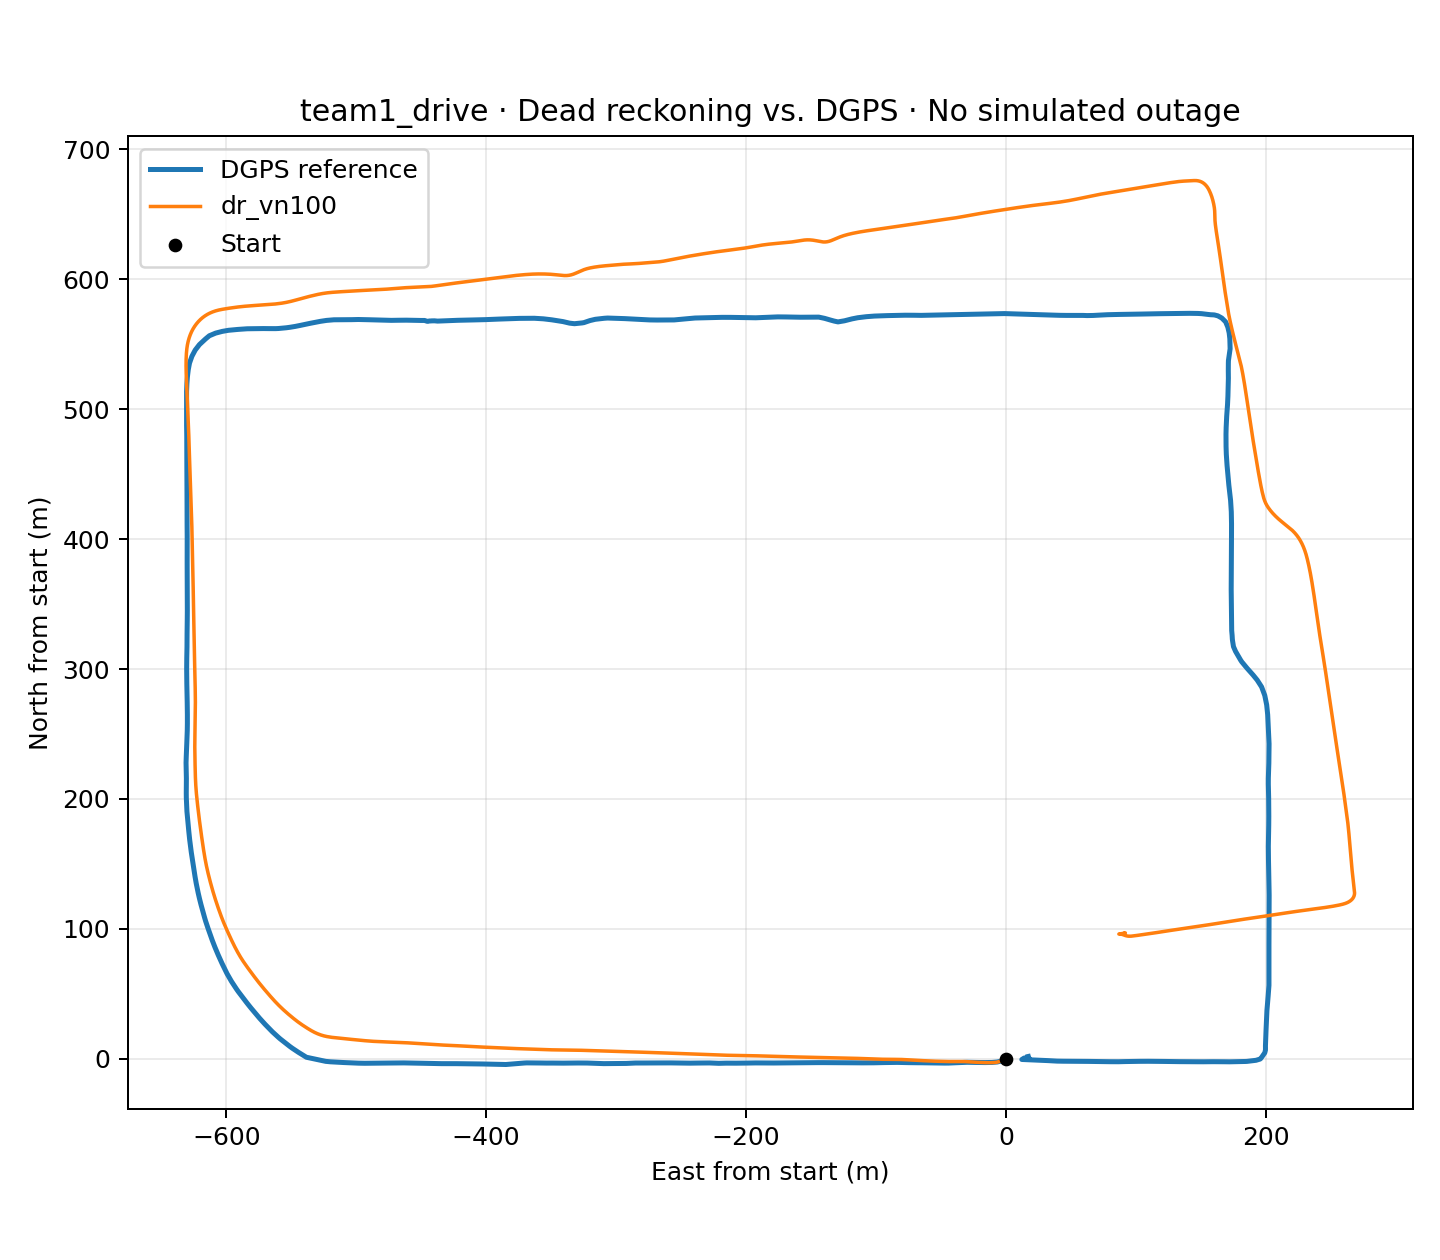 team1_drive · Dead reckoning vs. DGPS · No simulated outage
DGPS reference
dr_vn100
Start
700
600
500
400
300
200
100
0
North from start (m)
−600
−400
−200
0
200
East from start (m)